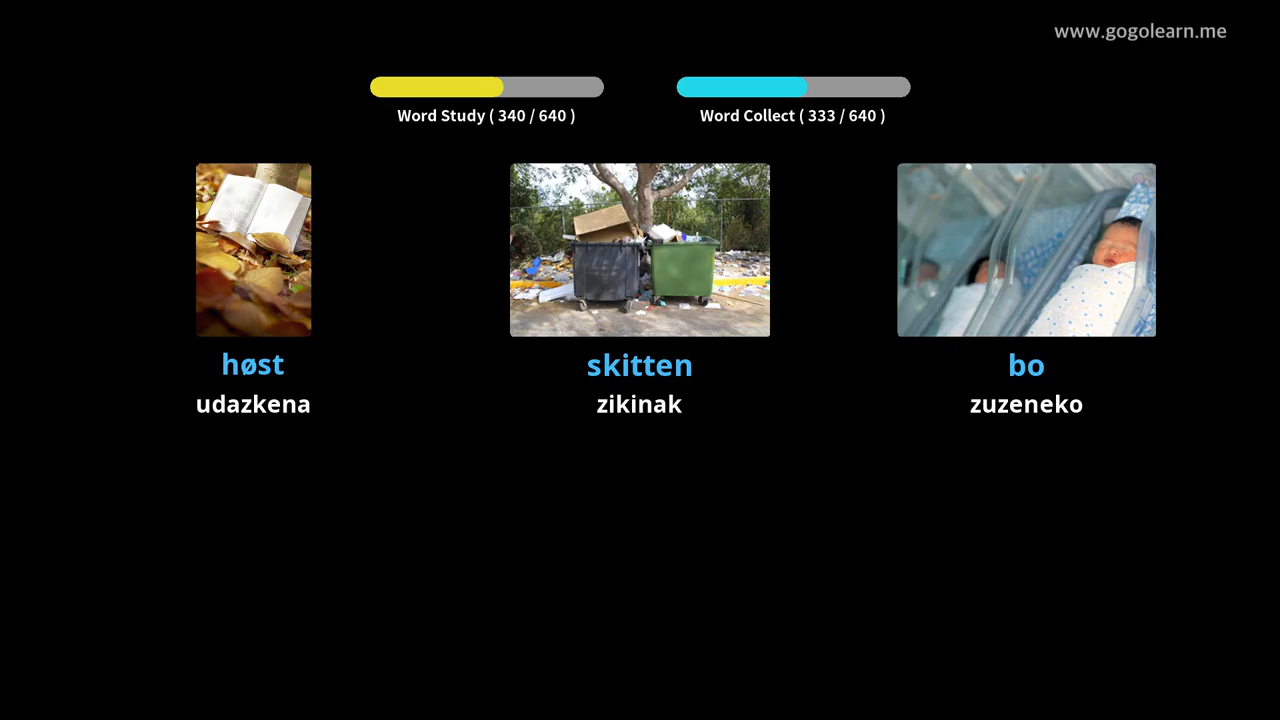 www.gogolearn.me
Word Study ( 340 / 640 )
Word Collect ( 333 / 640 )
høst
skitten
bo
udazkena
zikinak
zuzeneko